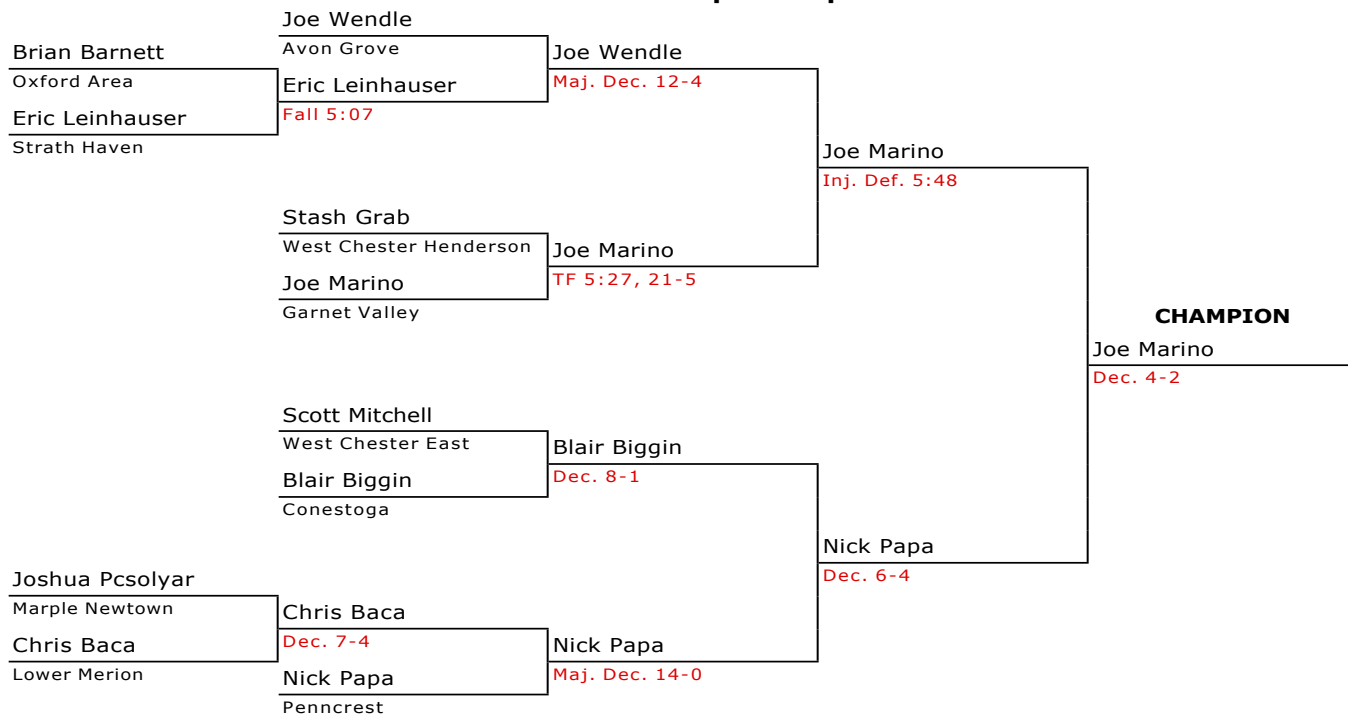 Joe Wendle
Brian Barnett
Avon Grove
Joe Wendle
Oxford Area
Eric Leinhauser
Maj. Dec. 12-4
Eric Leinhauser
Fall 5:07
Strath Haven
Joe Marino
Inj. Def. 5:48
Stash Grab
West Chester Henderson
Joe Marino
Joe Marino
TF 5:27, 21-5
Garnet Valley
CHAMPION
Joe Marino
Dec. 4-2
Scott Mitchell
West Chester East
Blair Biggin
Blair Biggin
Dec. 8-1
Conestoga
Nick Papa
Dec. 6-4
Joshua Pcsolyar
Marple Newtown
Chris Baca
Chris Baca
Dec. 7-4
Nick Papa
Lower Merion
Nick Papa
Maj. Dec. 14-0
Penncrest